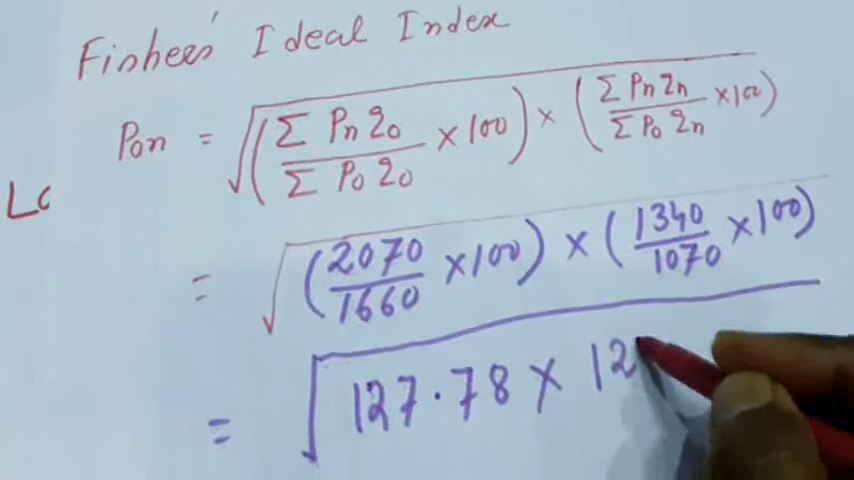 Fishers' Ideal Index
Pon = √((Σ Pn q0 / Σ P0 q0 × 100) × (Σ Pn qn / Σ P0 qn × 100))
L
= √((2070 / 1660 × 100) × (1340 / 1070 × 100))
= √(127.78 × 12